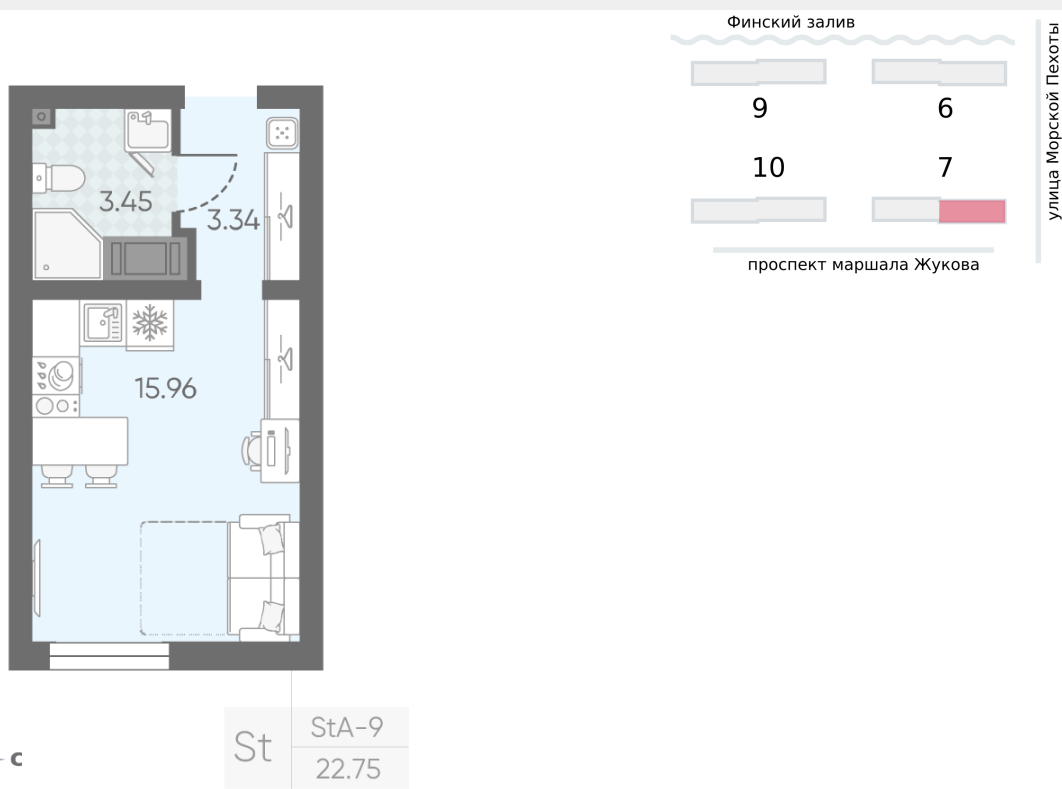 Финский залив
улица Морской Пехоты
9
6
10
7
проспект маршала Жукова
3.45
3.34
15.96
St
StA-9
22.75
с